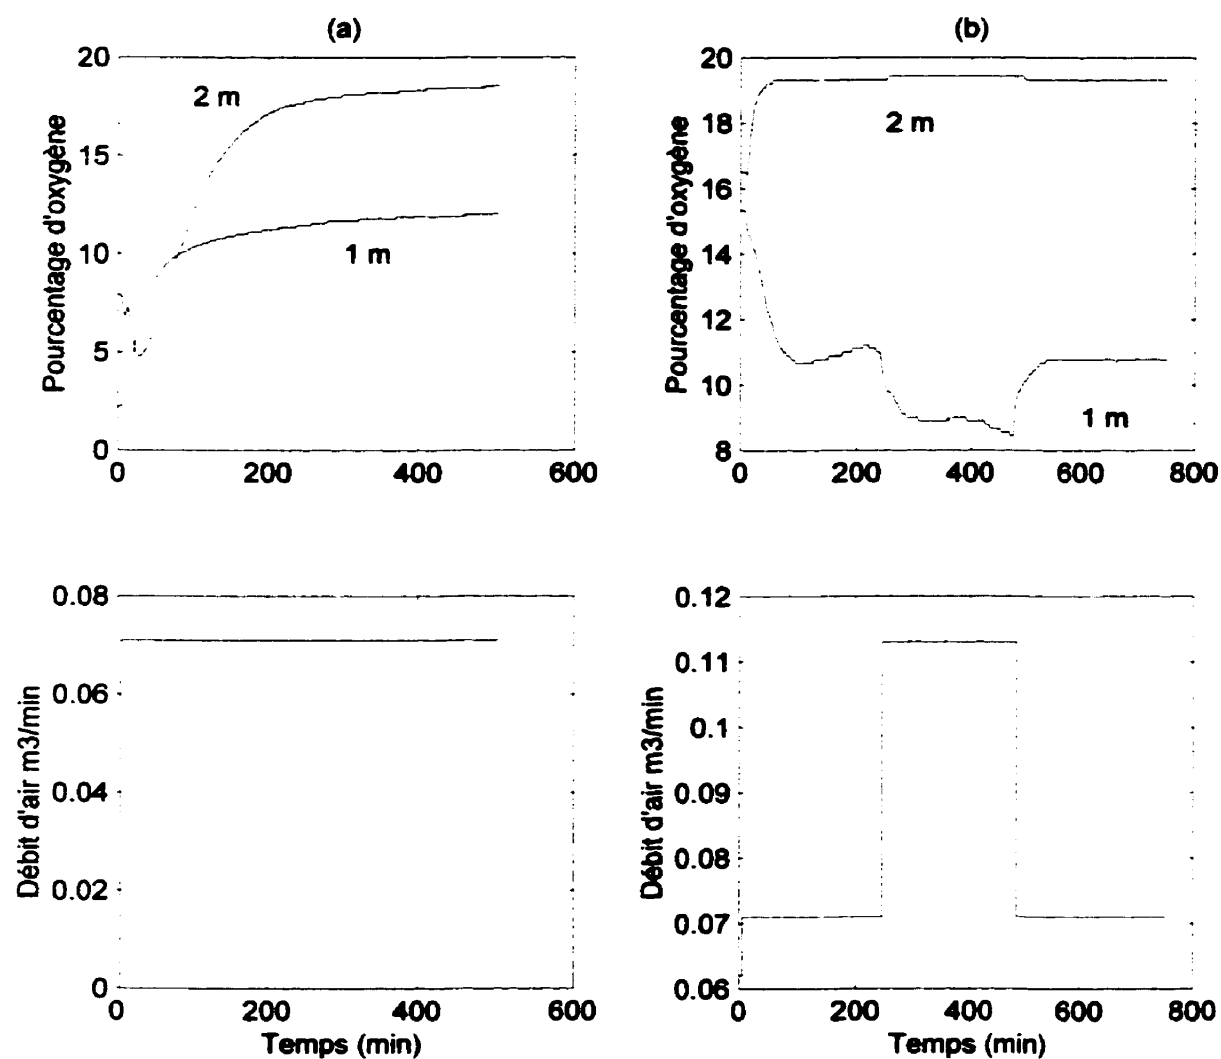 (a)
20
15
10
5
0
Pourcentage d'oxygène
2 m
1 m
0 200 400 600
(b)
20
18
16
14
12
10
8
Pourcentage d'oxygène
2 m
1 m
0 200 400 600 800
0.08
0.06
0.04
0.02
0
Débit d'air m3/min
0 200 400 600
Temps (min)
0.12
0.11
0.1
0.09
0.08
0.07
0.06
Débit d'air m3/min
0 200 400 600 800
Temps (min)